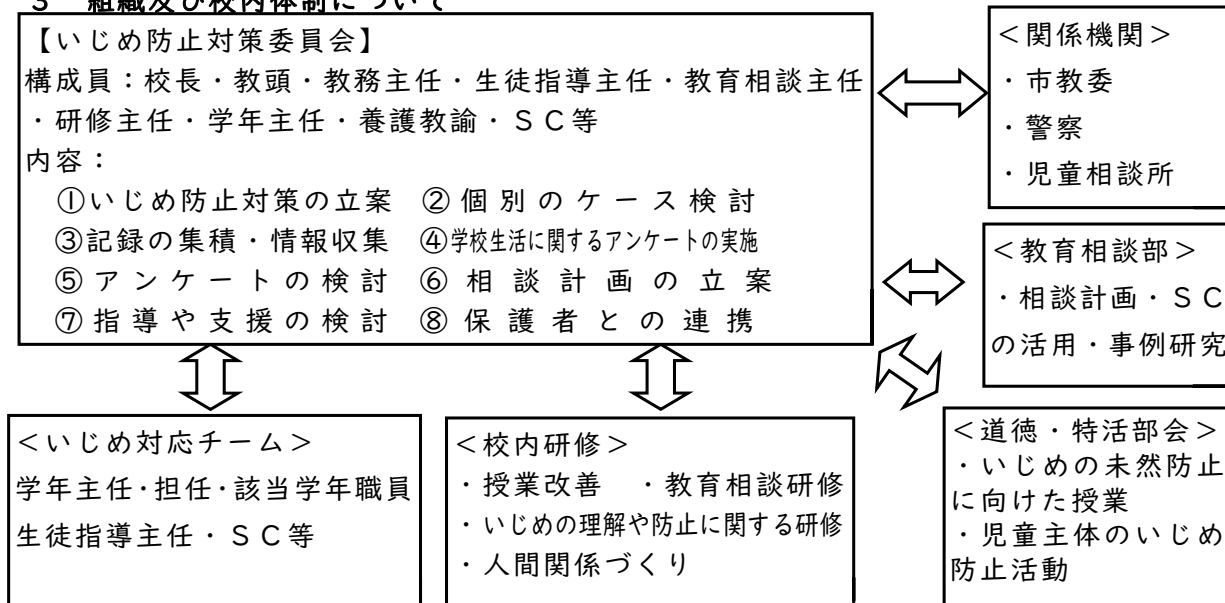 ３　組織及び校内体制について
【いじめ防止対策委員会】
構成員：校長・教頭・教務主任・生徒指導主任・教育相談主任
・研修主任・学年主任・養護教諭・ＳＣ等
内容：
①いじめ防止対策の立案　②個別のケース検討
③記録の集積・情報収集　④学校生活に関するアンケートの実施
⑤アンケートの検討　⑥相談計画の立案
⑦指導や支援の検討　⑧保護者との連携
＜関係機関＞
・市教委
・警察
・児童相談所
＜教育相談部＞
・相談計画・ＳＣ
の活用・事例研究
＜いじめ対応チーム＞
学年主任・担任・該当学年職員
生徒指導主任・ＳＣ等
＜校内研修＞
・授業改善　・教育相談研修
・いじめの理解や防止に関する研修
・人間関係づくり
＜道徳・特活部会＞
・いじめの未然防止
に向けた授業
・児童主体のいじめ
防止活動